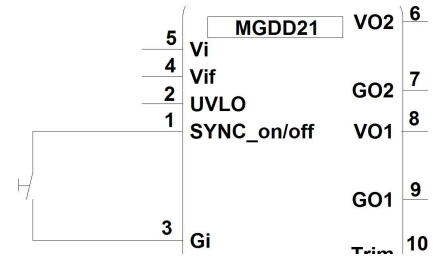 MGDD21
VO2 6
5 Vi
4 Vif
GO2 7
2 UVLO
1 SYNC_on/off
VO1 8
GO1 9
3 Gi
Trim 10